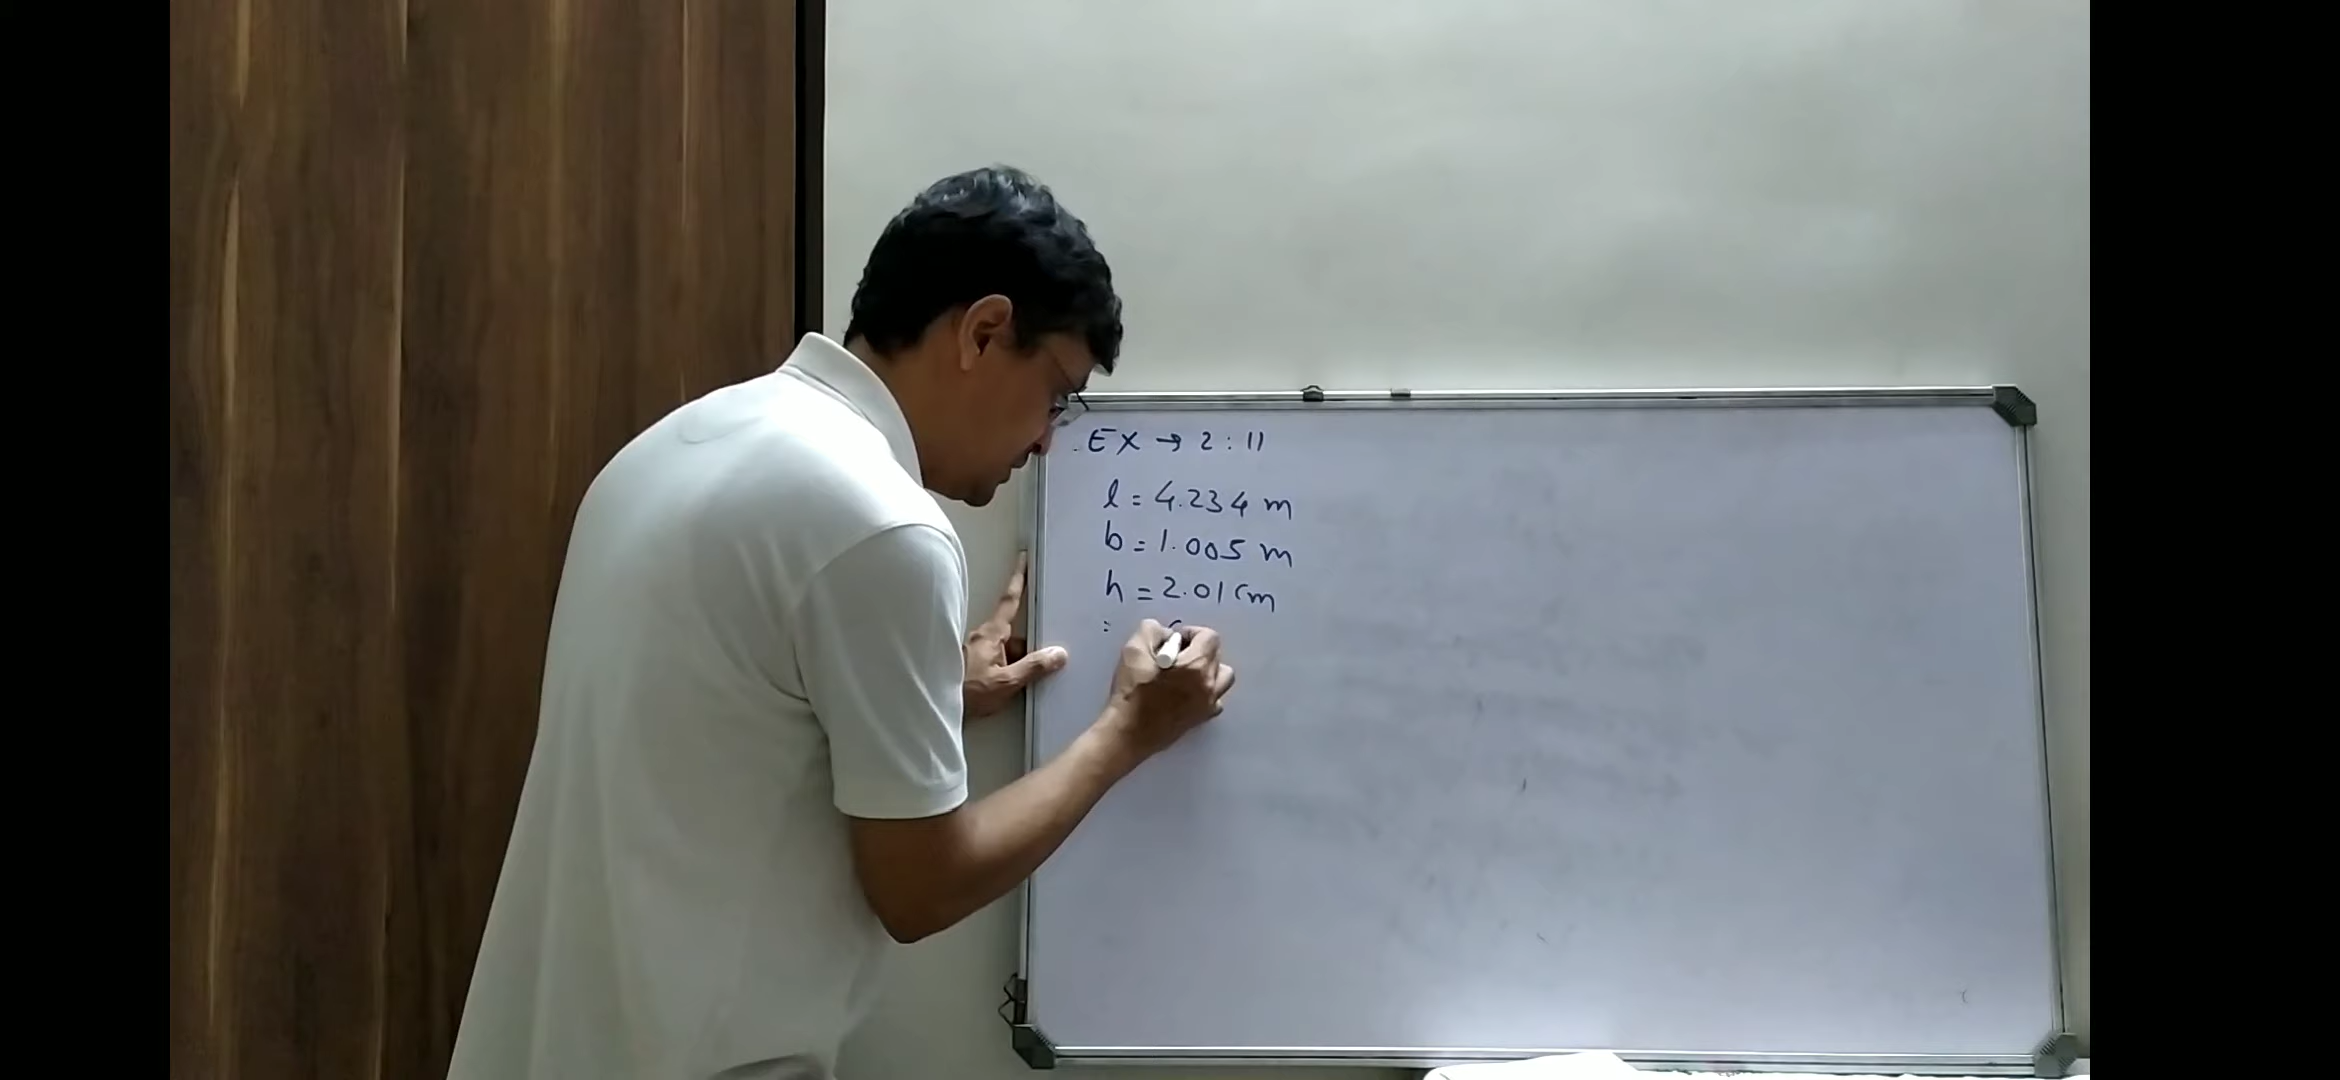 EX → 2 : 11
l = 4.234 m
b = 1.005 m
h = 2.01 cm
=